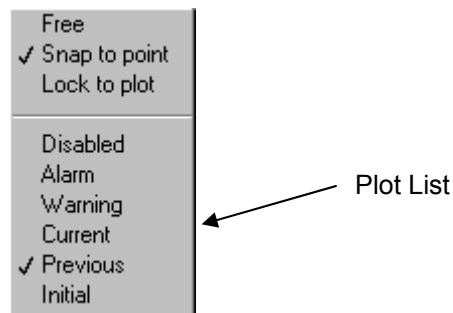 Free
✓ Snap to point
Lock to plot
Disabled
Alarm
Warning
Current
✓ Previous
Initial
Plot List